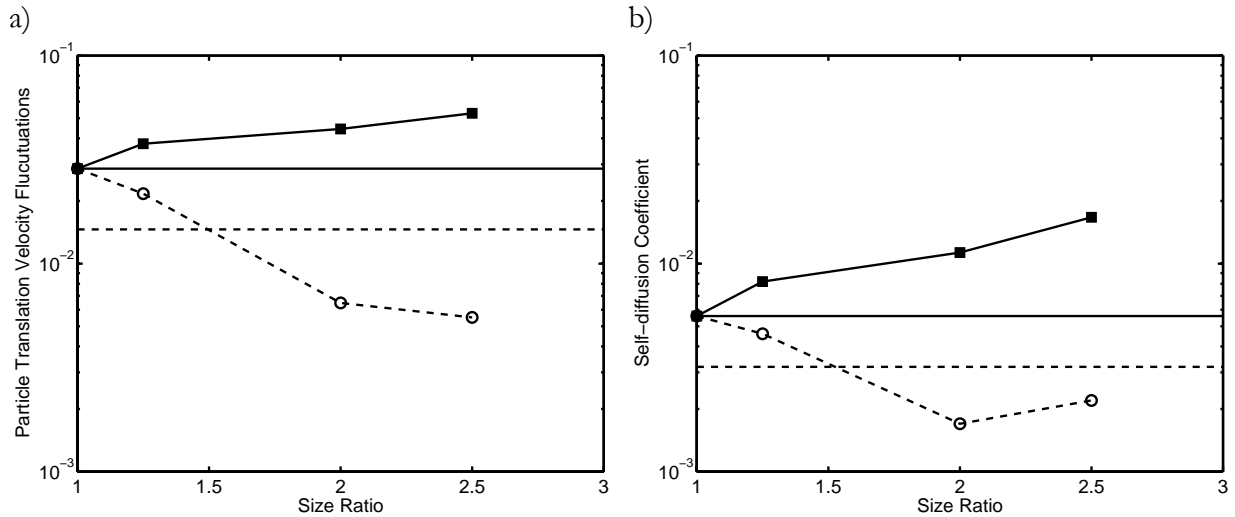 a)
10⁻¹
10⁻²
10⁻³
Particle Translation Velocity Flucutuations
1 1.5 2 2.5 3
Size Ratio
b)
10⁻¹
10⁻²
10⁻³
Self−diffusion Coefficient
1 1.5 2 2.5 3
Size Ratio